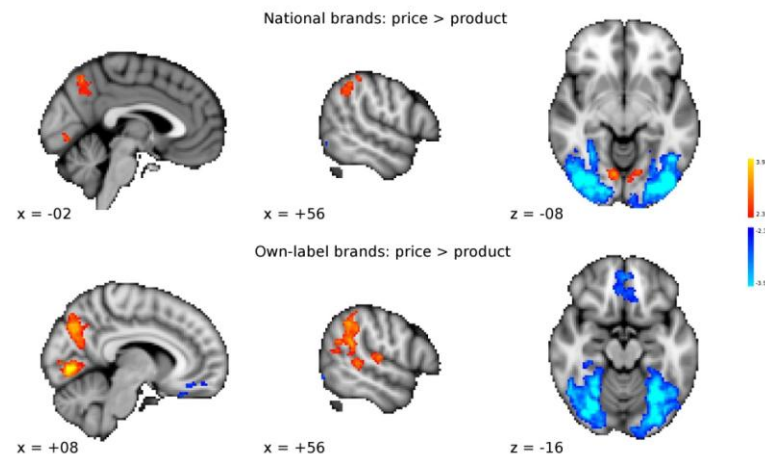 National brands: price > product
x = -02
x = +56
z = -08
Own-label brands: price > product
x = +08
x = +56
z = -16